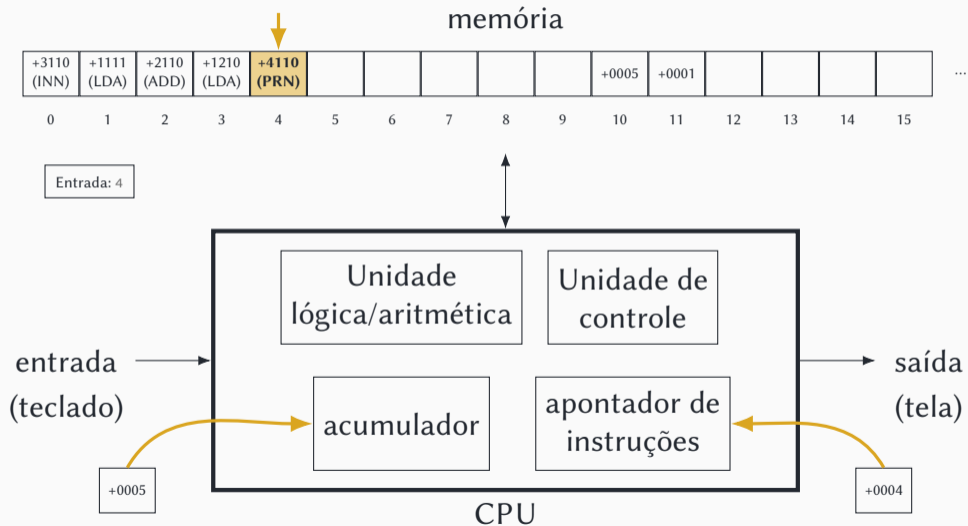 memória
+3110 +1111 +2110 +1210 +4110 +0005 +0001 ...
(INN) (LDA) (ADD) (LDA) (PRN)
0 1 2 3 4 5 6 7 8 9 10 11 12 13 14 15
Entrada: 4
Unidade
lógica/aritmética
Unidade de
controle
entrada
(teclado)
saída
(tela)
acumulador
apontador de
instruções
+0005
+0004
CPU